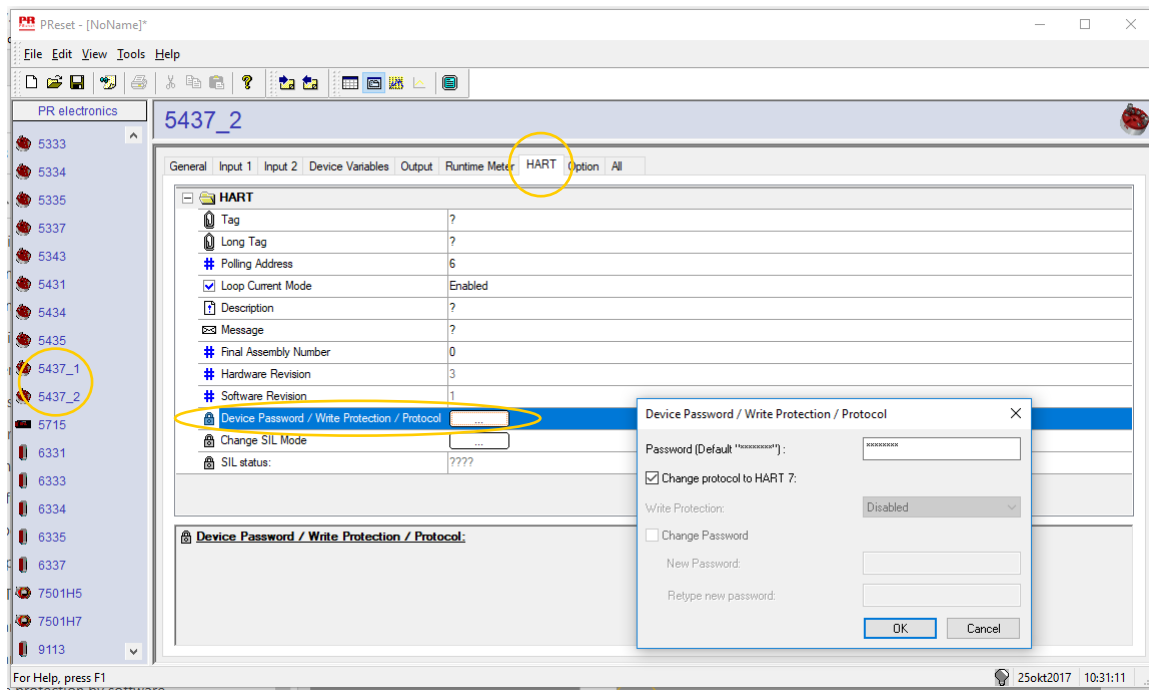 PR
PReset - [NoName]*
File Edit View Tools Help
PR electronics
5333
5334
5335
5337
5343
5431
5434
5435
5437_1
5437_2
5715
6331
6333
6334
6335
6337
7501H5
7501H7
9113
5437_2
General Input 1 Input 2 Device Variables Output Runtime Meter HART Option All
HART
Tag ?
Long Tag ?
Polling Address 6
Loop Current Mode Enabled
Description ?
Message ?
Final Assembly Number 0
Hardware Revision 3
Software Revision 1
Device Password / Write Protection / Protocol ...
Change SIL Mode ...
SIL status: ????
Device Password / Write Protection / Protocol:
Device Password / Write Protection / Protocol
Password (Default "********") : ********
Change protocol to HART 7:
Write Protection: Disabled
Change Password
New Password:
Retype new password:
OK Cancel
For Help, press F1 25okt2017 10:31:11
protection by software